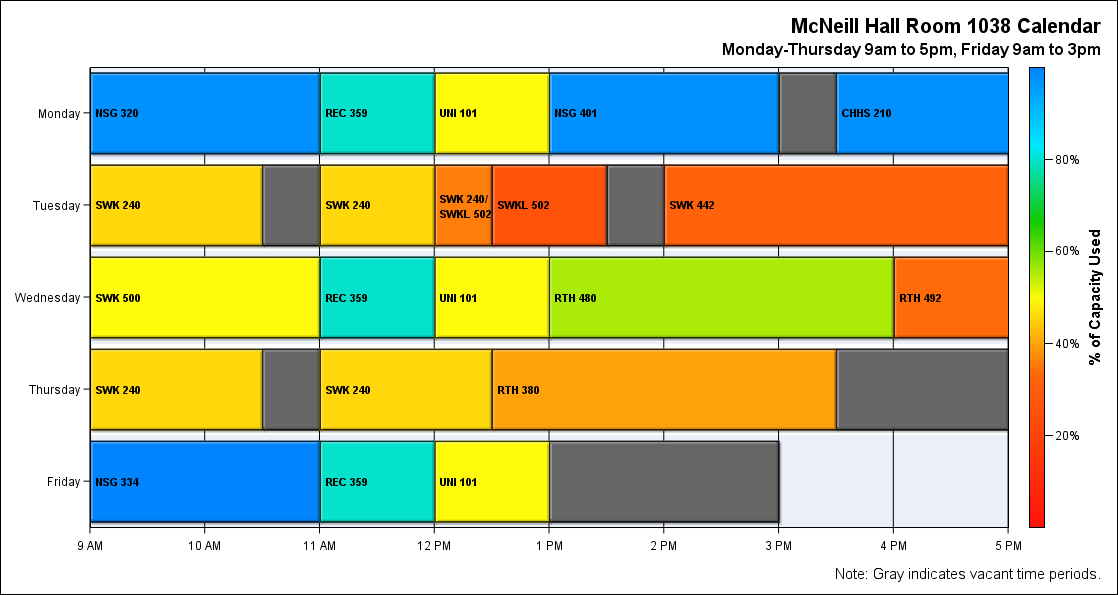 McNeill Hall Room 1038 Calendar
Monday-Thursday 9am to 5pm, Friday 9am to 3pm
Monday
NSG 320
REC 359
UNI 101
NSG 401
CHHS 210
Tuesday
SWK 240
SWK 240
SWK 240/
SWKL 502
SWKL 502
SWK 442
Wednesday
SWK 500
REC 359
UNI 101
RTH 480
RTH 492
Thursday
SWK 240
SWK 240
RTH 380
Friday
NSG 334
REC 359
UNI 101
9 AM
10 AM
11 AM
12 PM
1 PM
2 PM
3 PM
4 PM
5 PM
80%
60%
40%
20%
% of Capacity Used
Note: Gray indicates vacant time periods.